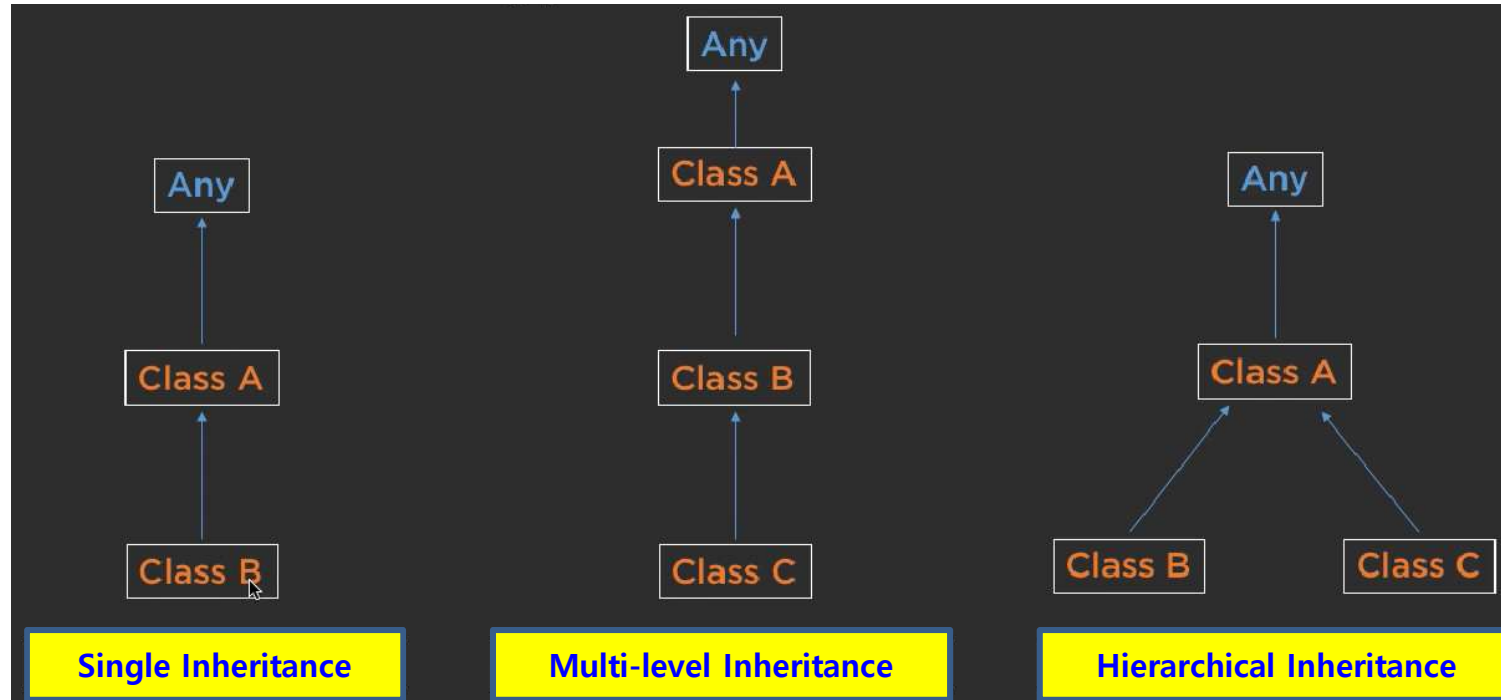 Any
Class A
Class B
Single Inheritance
Any
Class A
Class B
Class C
Multi-level Inheritance
Any
Class A
Class B
Class C
Hierarchical Inheritance